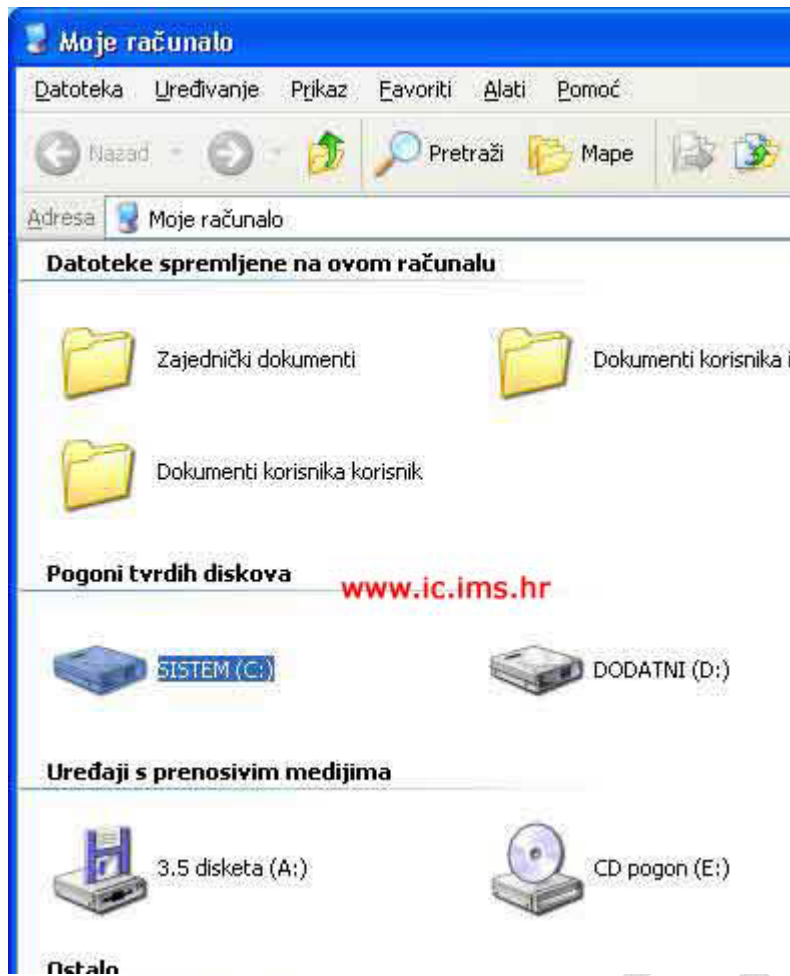 Moje računalo
Datoteka Uređivanje Prikaz Favoriti Alati Pomoć
Nazad Pretraži Mape
Adresa Moje računalo
Datoteke spremljene na ovom računalu
Zajednički dokumenti Dokumenti korisnika i
Dokumenti korisnika korisnik
Pogoni tvrdih diskova
www.ic.ims.hr
SISTEM (C:) DODATNI (D:)
Uređaji s prenosivim medijima
3.5 disketa (A:) CD pogon (E:)
Ostalo